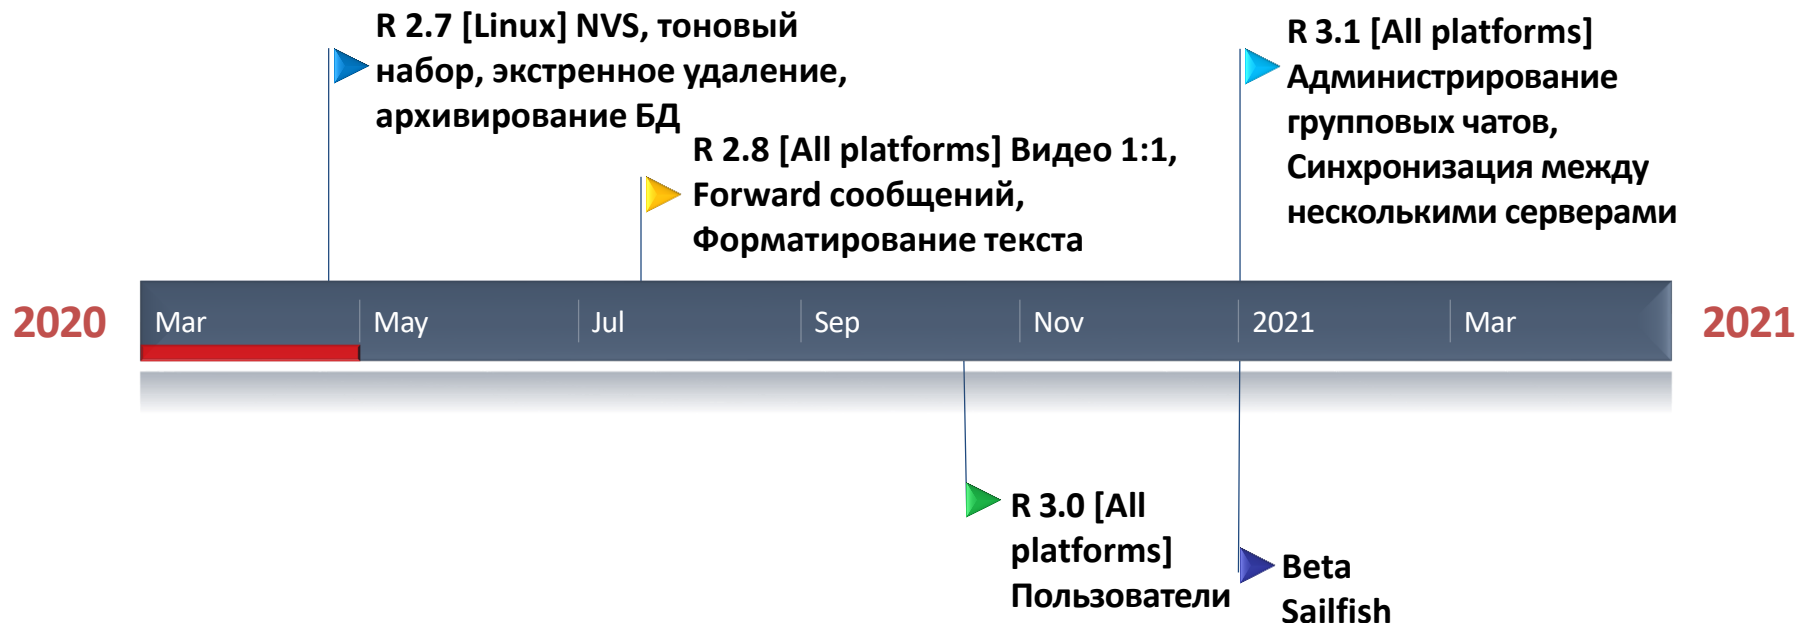 R 2.7 [Linux] NVS, тоновый
набор, экстренное удаление,
архивирование БД
R 2.8 [All platforms] Видео 1:1,
Forward сообщений,
Форматирование текста
R 3.1 [All platforms]
Администрирование
групповых чатов,
Синхронизация между
несколькими серверами
2020
Mar
May
Jul
Sep
Nov
2021
Mar
2021
R 3.0 [All
platforms]
Пользователи
Beta
Sailfish